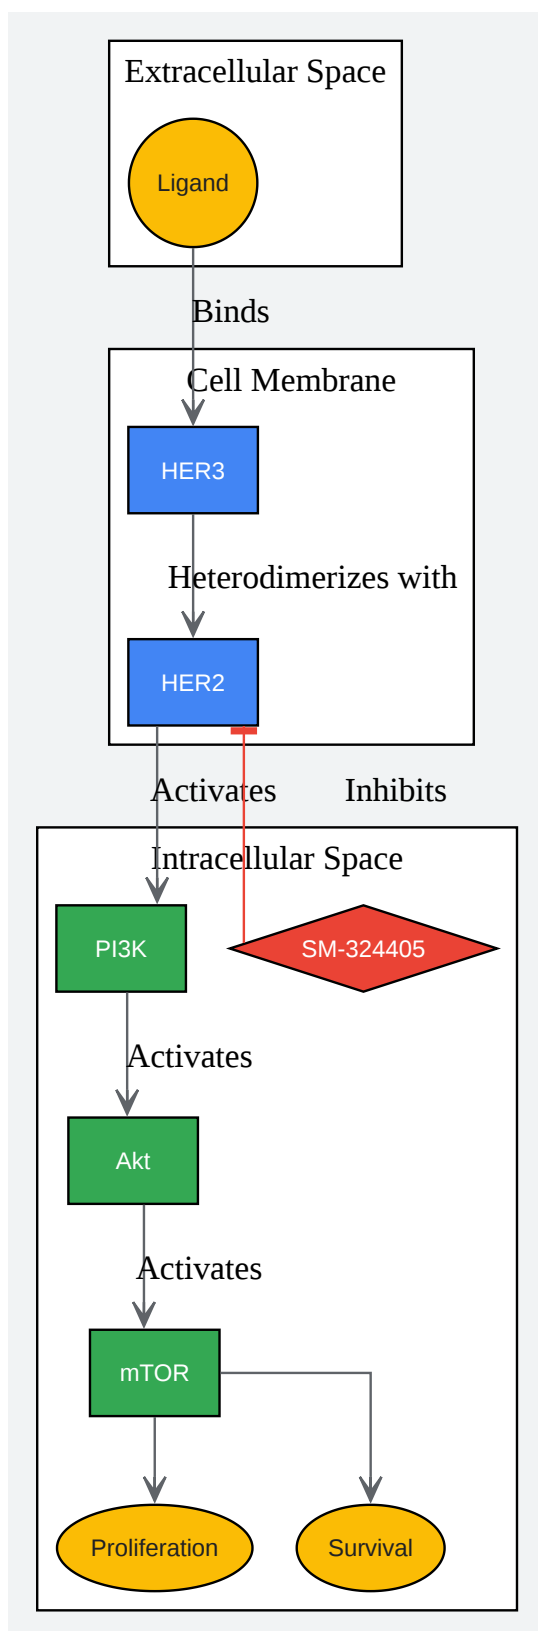 Extracellular Space
Ligand
Binds
Cell Membrane
HER3
Heterodimerizes with
HER2
Activates
Inhibits
Intracellular Space
PI3K
SM-324405
Activates
Akt
Activates
mTOR
Proliferation
Survival